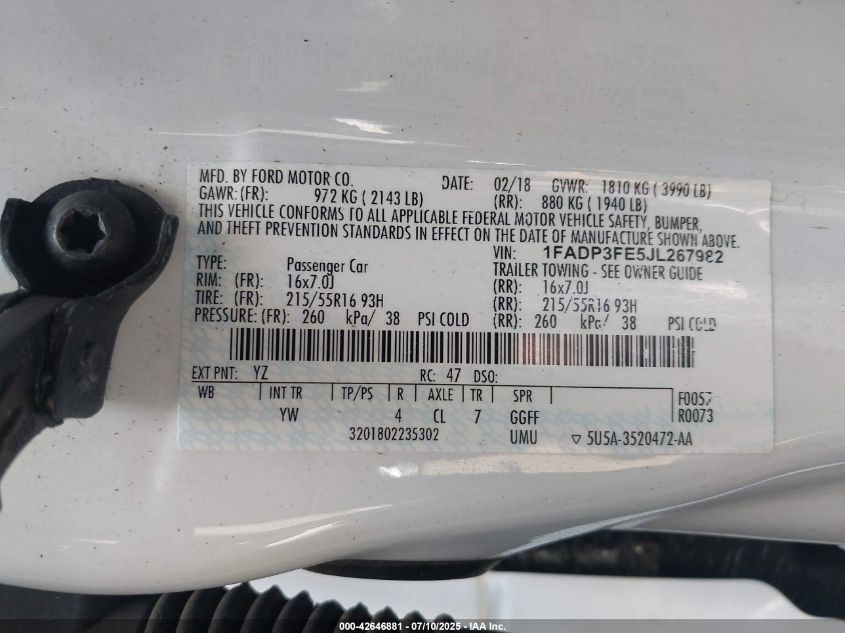 MFD. BY FORD MOTOR CO. DATE: 02/18 GVWR: 1810 KG ( 3990 LB)
GAWR: (FR): 972 KG ( 2143 LB) (RR): 880 KG ( 1940 LB)
THIS VEHICLE CONFORMS TO ALL APPLICABLE FEDERAL MOTOR VEHICLE SAFETY, BUMPER,
AND THEFT PREVENTION STANDARDS IN EFFECT ON THE DATE OF MANUFACTURE SHOWN ABOVE.
VIN: 1FADP3FE5JL267982
TYPE: Passenger Car TRAILER TOWING - SEE OWNER GUIDE
RIM: (FR): 16x7.0J (RR): 16x7.0J
TIRE: (FR): 215/55R16 93H (RR): 215/55R16 93H
PRESSURE: (FR): 260 kPa/ 38 PSI COLD (RR): 260 kPa/ 38 PSI COLD
EXT PNT: YZ RC: 47 DSO:
WB INT TR TP/PS R AXLE TR SPR
YW 4 CL 7 GGFF R0073
3201802235302 UMU ▽ 5U5A-3520472-AA
000-42646881 - 07/10/2025 - IAA Inc.